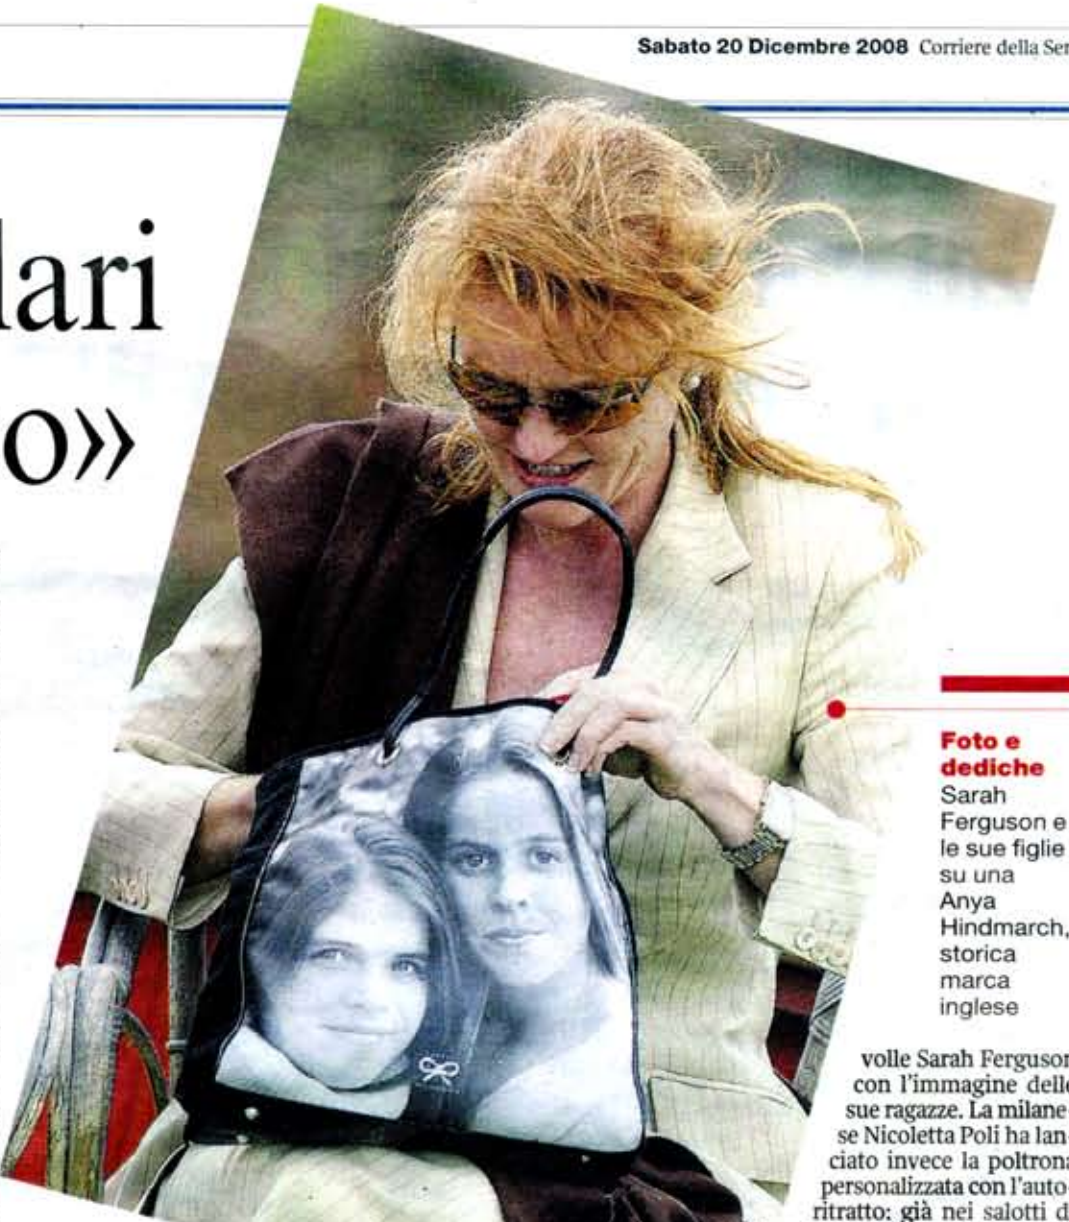 Sabato 20 Dicembre 2008 Corriere della Ser
lari
o»
Foto e
dediche
Sarah
Ferguson e
le sue figlie
su una
Anya
Hindmarch,
storica
marca
inglese
volle Sarah Ferguson
con l'immagine delle
sue ragazze. La milane-
se Nicoletta Poli ha lan-
ciato invece la poltrona
personalizzata con l'auto-
ritratto: già nei salotti d